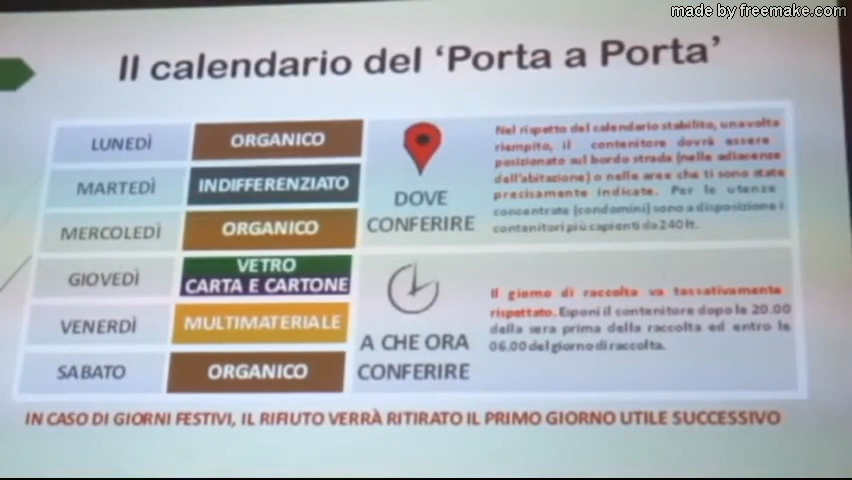 made by freemake.com
Il calendario del ‘Porta a Porta’
LUNEDÌ
ORGANICO
MARTEDÌ
INDIFFERENZIATO
MERCOLEDÌ
ORGANICO
GIOVEDÌ
VETRO
CARTA E CARTONE
VENERDÌ
MULTIMATERIALE
SABATO
ORGANICO
DOVE
CONFERIRE
Nel rispetto del calendario stabilito, una volta
riempito, il contenitore dovrà essere
posizionato sul bordo strada (nelle adiacenze
dell'abitazione) o nelle aree che ti sono state
precisamente indicate. Per le utenze
concentrate (condomini) sono a disposizione i
contenitori più capienti da 240 lt.
A CHE ORA
CONFERIRE
Il giorno di raccolta va tassativamente
rispettato. Esponi il contenitore dopo le 20.00
della sera prima della raccolta ed entro le
06.00 del giorno di raccolta.
IN CASO DI GIORNI FESTIVI, IL RIFIUTO VERRÀ RITIRATO IL PRIMO GIORNO UTILE SUCCESSIVO